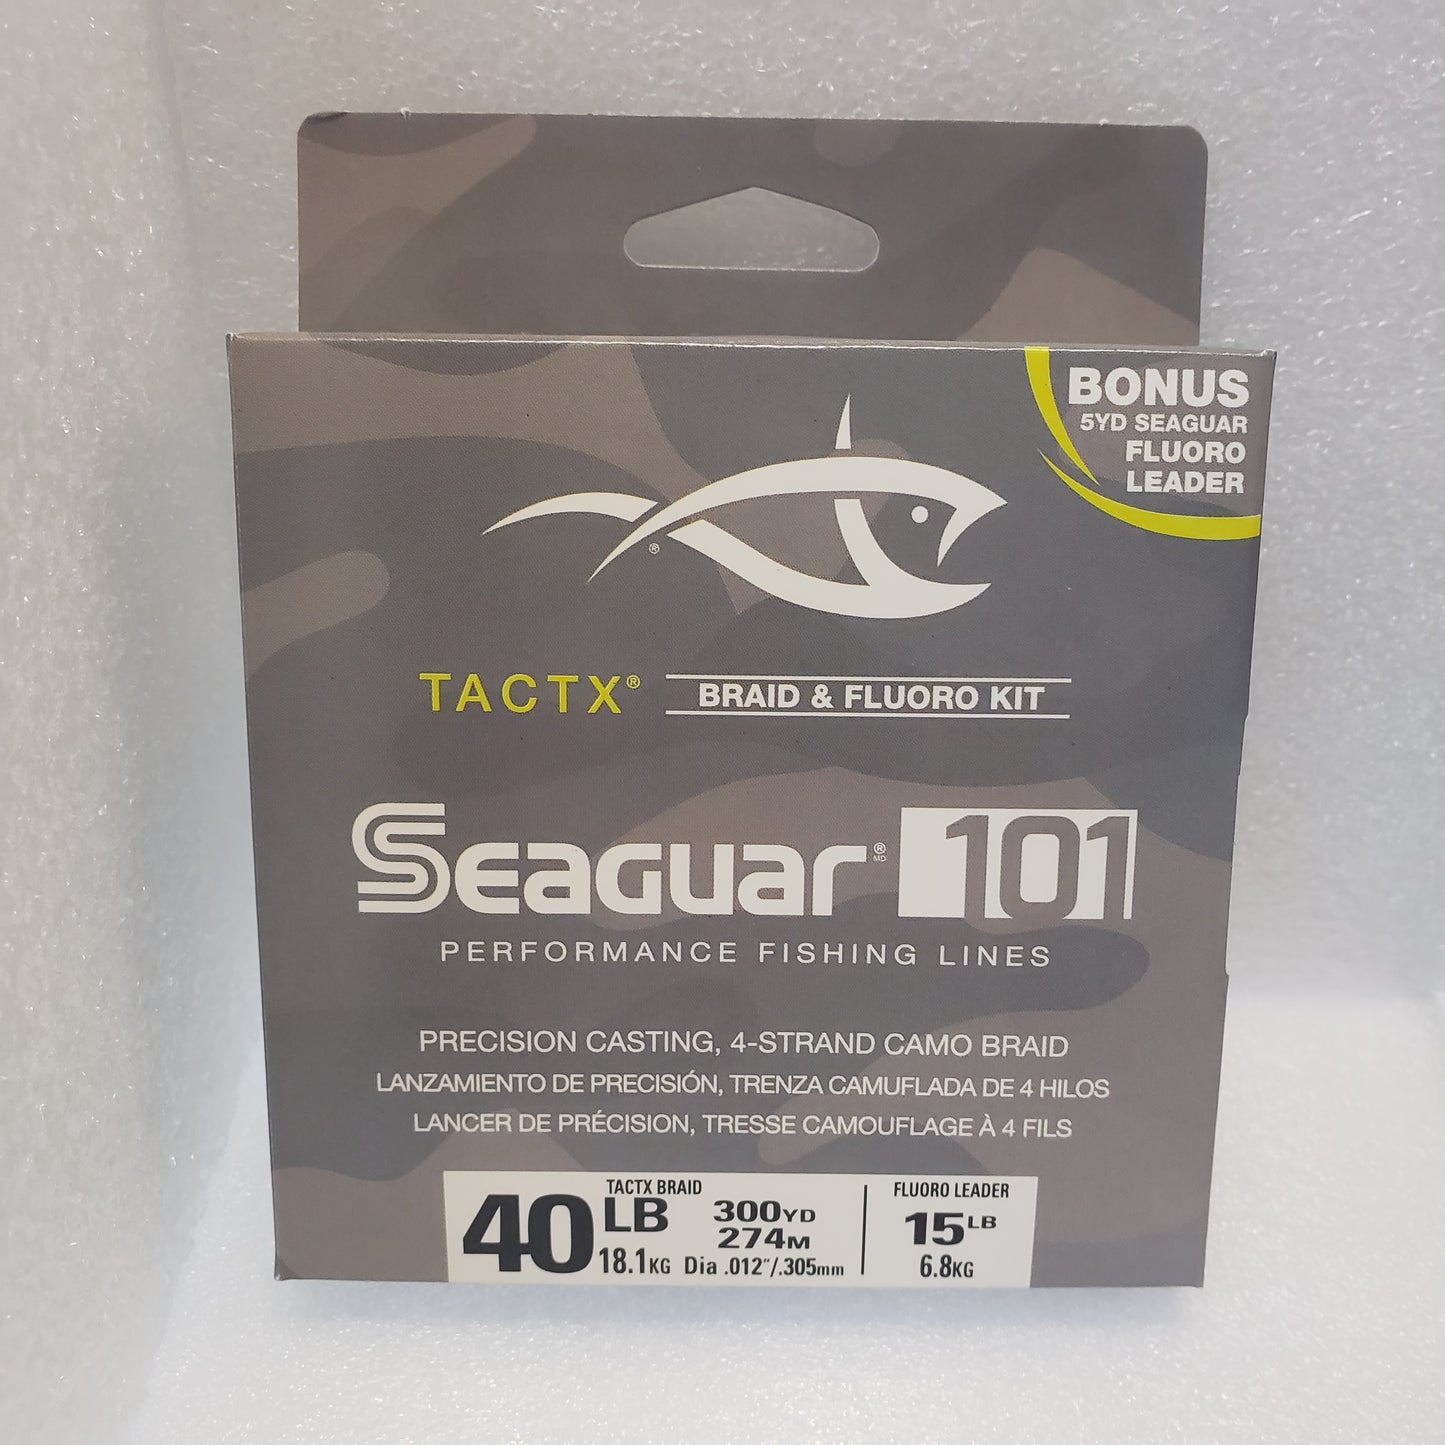 BONUS
5YD SEAGUAR
FLUORO
LEADER
®
TACTX® BRAID & FLUORO KIT
SEAGUAR ® MD 101
PERFORMANCE FISHING LINES
PRECISION CASTING, 4-STRAND CAMO BRAID
LANZAMIENTO DE PRECISIÓN, TRENZA CAMUFLADA DE 4 HILOS
LANCER DE PRÉCISION, TRESSE CAMOUFLAGE À 4 FILS
TACTX BRAID
40 LB
18.1KG
300YD
274M
Dia .012″/.305mm
FLUORO LEADER
15LB
6.8KG